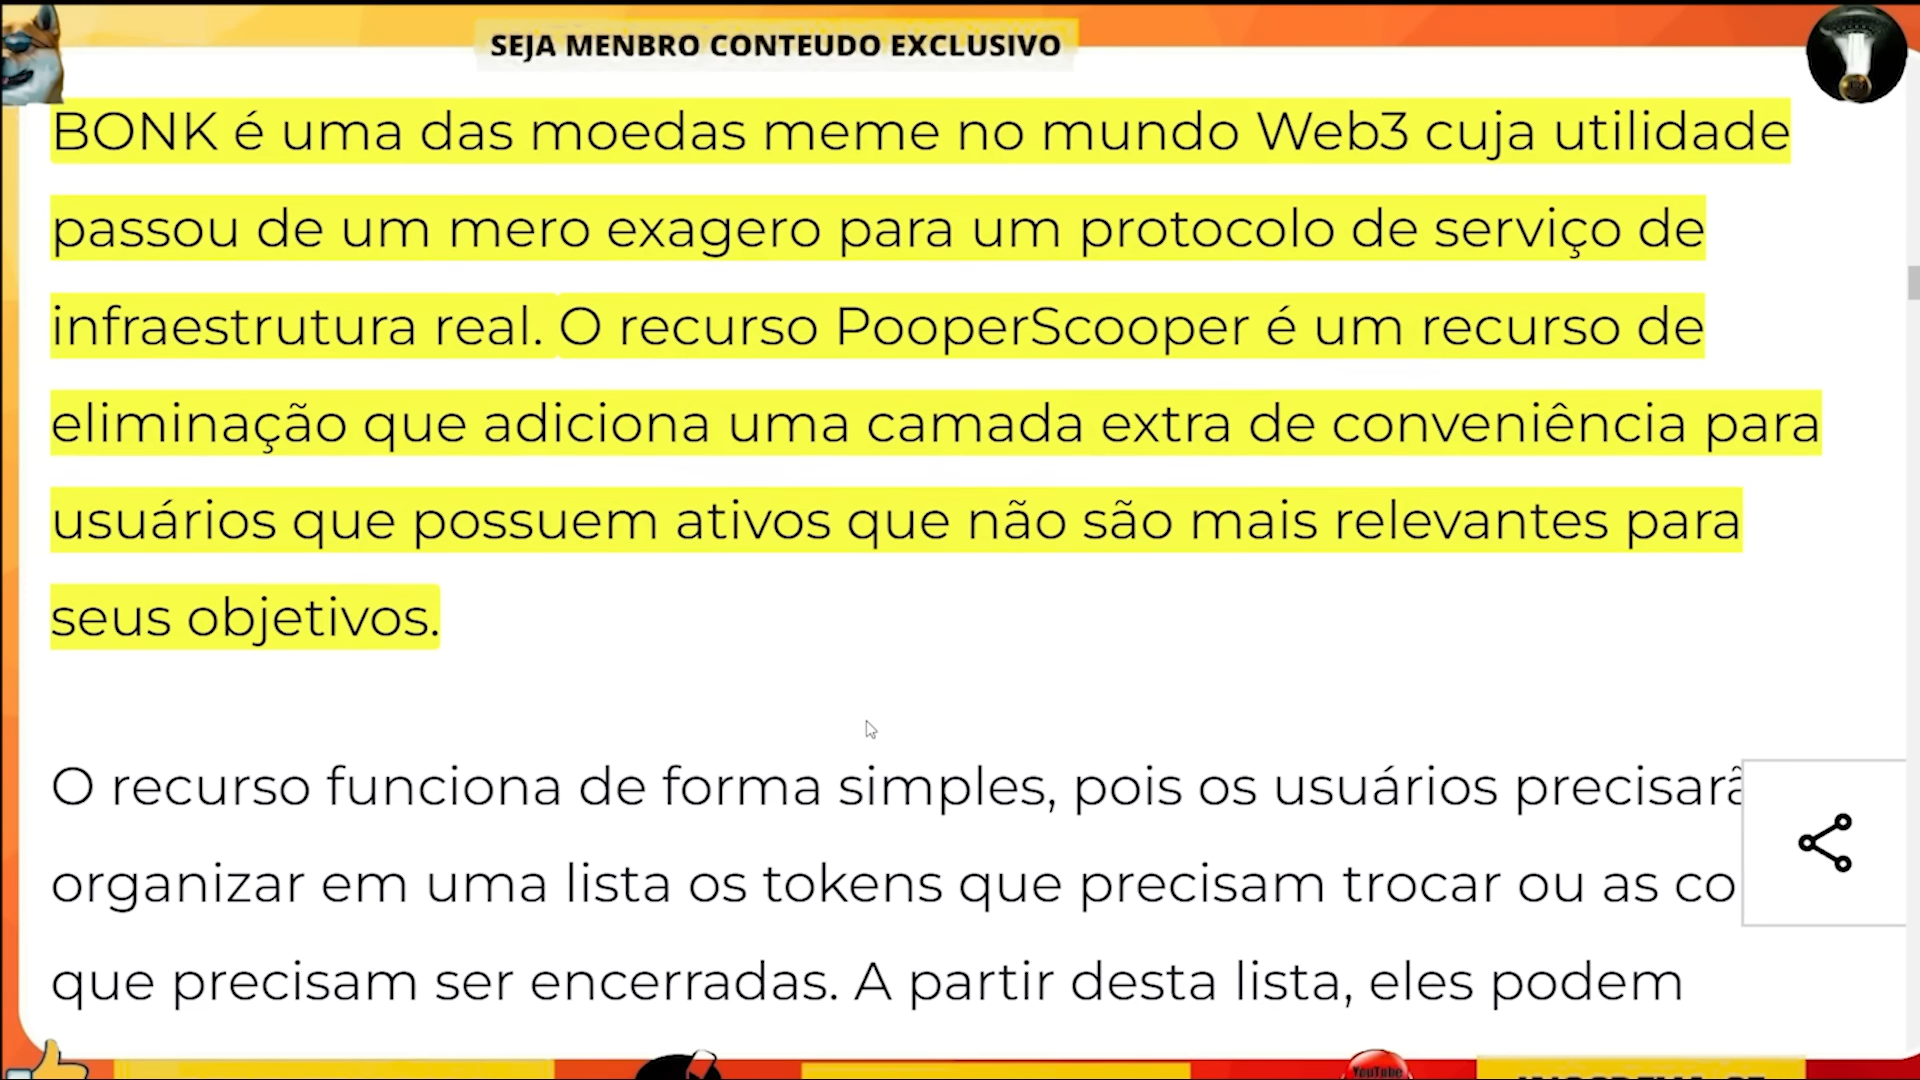 SEJA MENBRO CONTEUDO EXCLUSIVO
BONK é uma das moedas meme no mundo Web3 cuja utilidade
passou de um mero exagero para um protocolo de serviço de
infraestrutura real. O recurso PooperScooper é um recurso de
eliminação que adiciona uma camada extra de conveniência para
usuários que possuem ativos que não são mais relevantes para
seus objetivos.
O recurso funciona de forma simples, pois os usuários
organizar em uma lista os tokens que precisam trocar ou as
que precisam ser encerradas. A partir desta lista, eles podem
YouTube